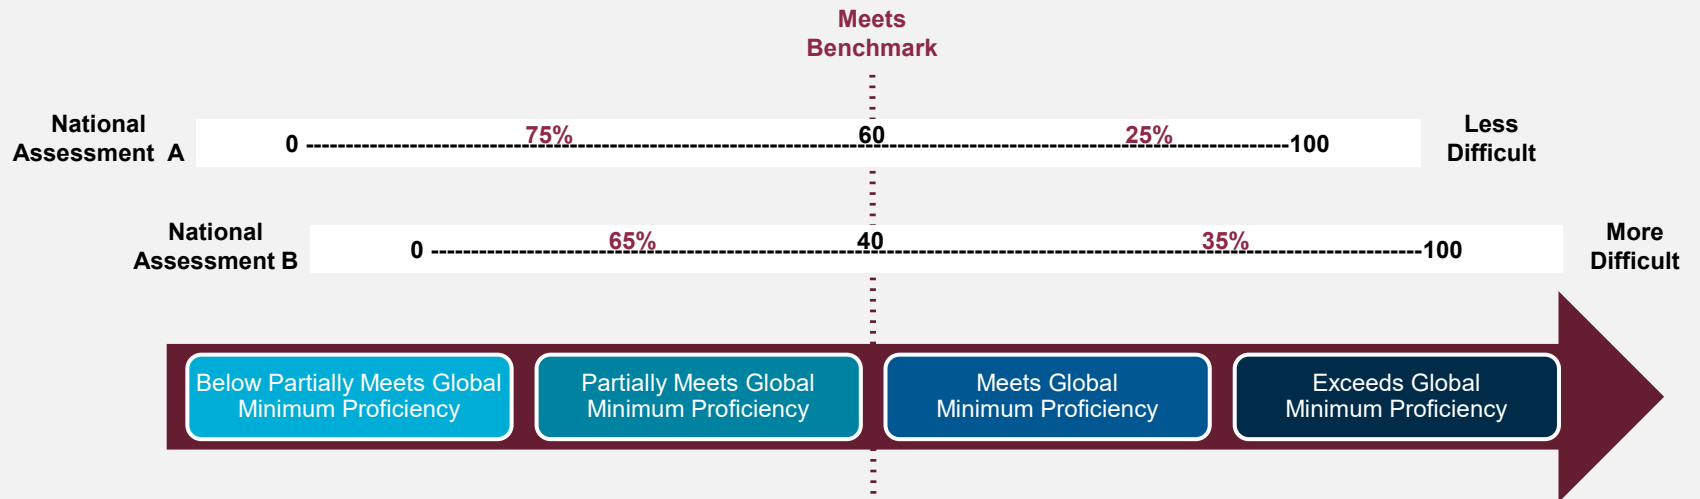 Meets
Benchmark
National
Assessment A
0 ----------75%----------60----------25%----------100
Less
Difficult
National
Assessment B
0 ----------65%----------40----------35%----------100
More
Difficult
Below Partially Meets Global
Minimum Proficiency
Partially Meets Global
Minimum Proficiency
Meets Global
Minimum Proficiency
Exceeds Global
Minimum Proficiency